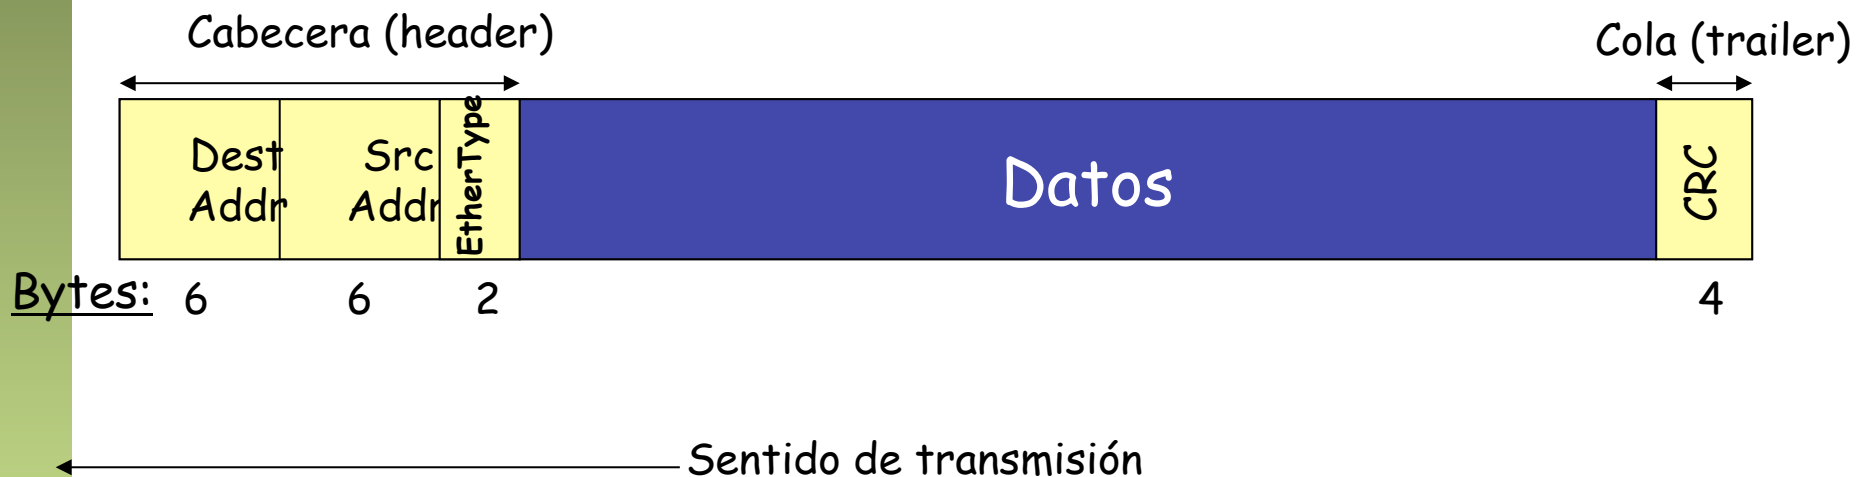 Cabecera (header)
Cola (trailer)
Dest
Addr
Src
Addr
EtherType
Datos
CRC
Bytes: 6 6 2 4
Sentido de transmisión